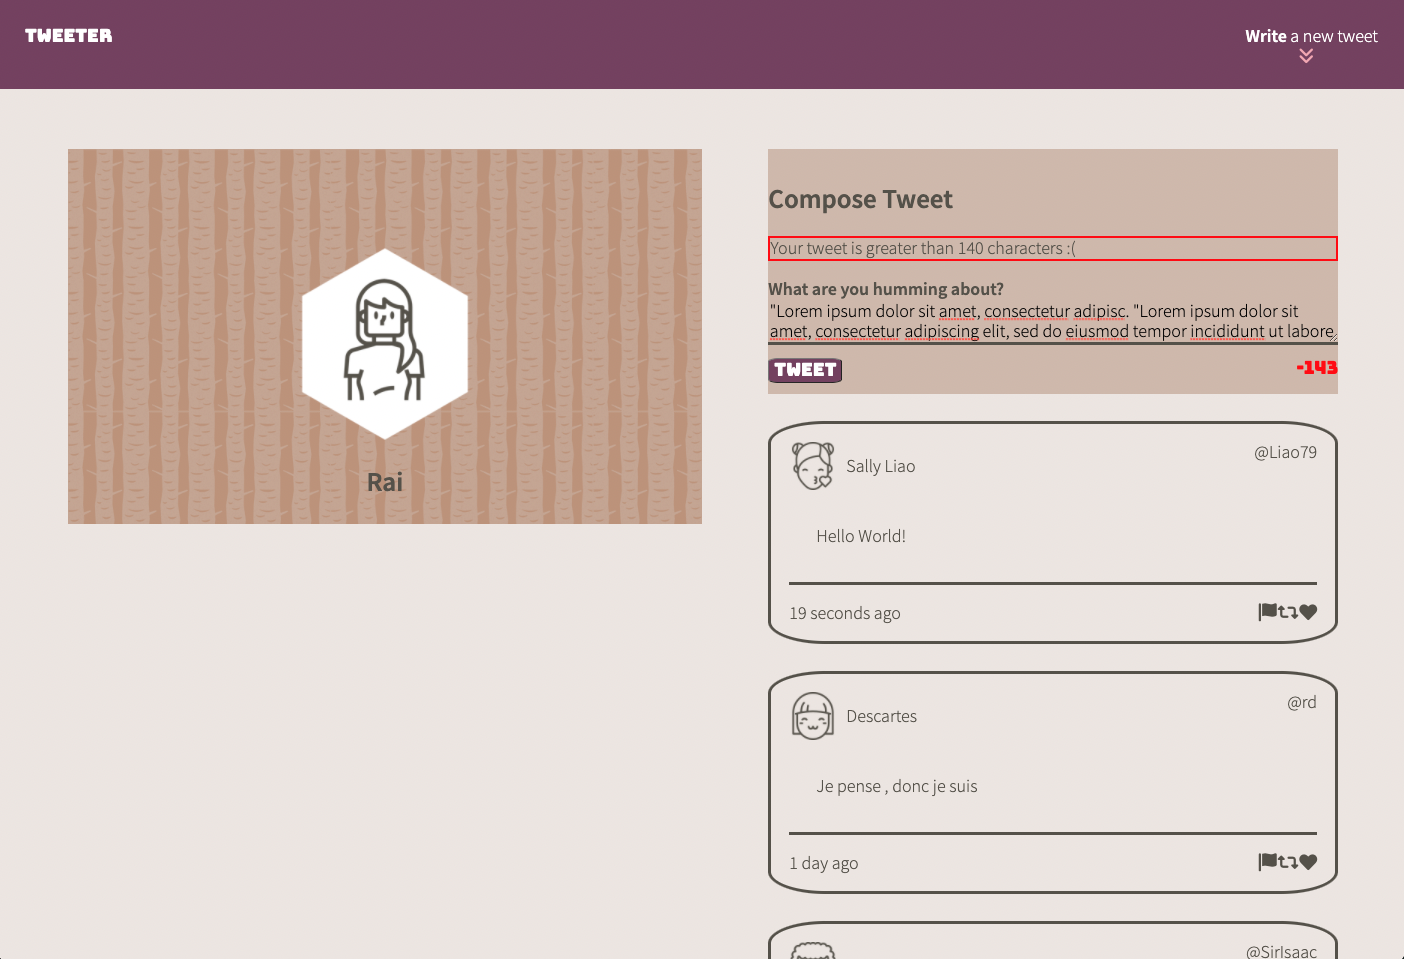 TWEETER
Write a new tweet
Rai
Compose Tweet
Your tweet is greater than 140 characters :(
What are you humming about?
"Lorem ipsum dolor sit amet, consectetur adipisc. "Lorem ipsum dolor sit
amet, consectetur adipiscing elit, sed do eiusmod tempor incididunt ut labore
TWEET
-143
Sally Liao
@Liao79
Hello World!
19 seconds ago
Descartes
@rd
Je pense , donc je suis
1 day ago
@SirIsaac